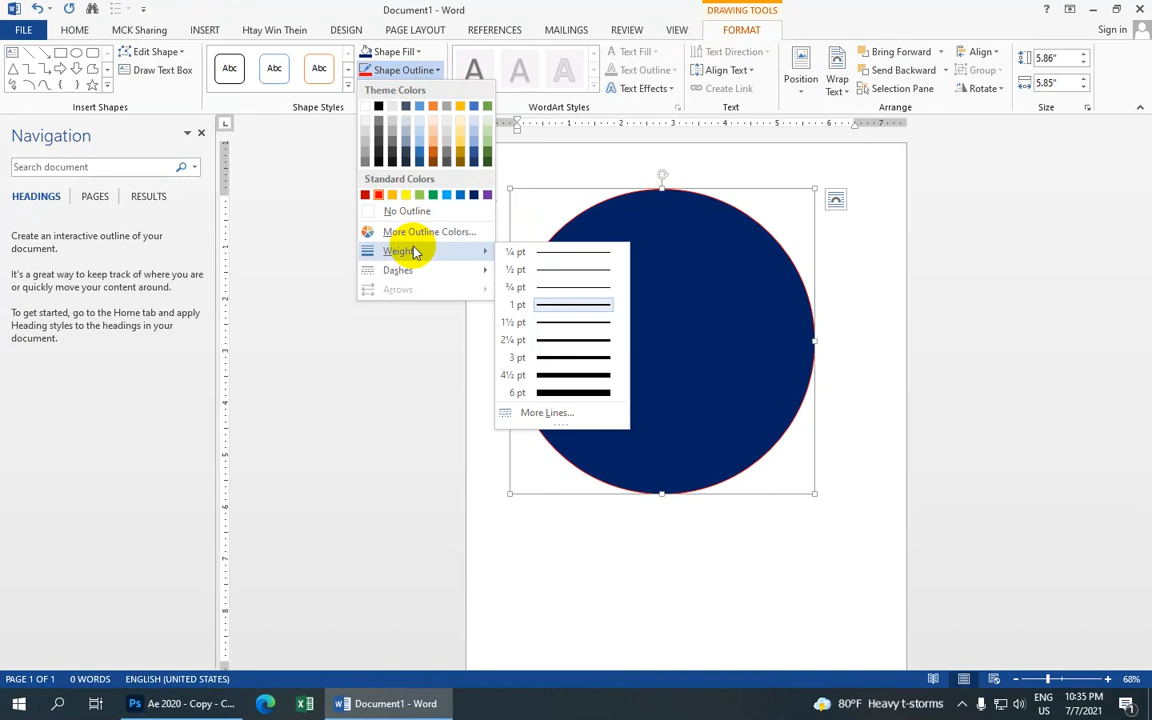 Document1 - Word
DRAWING TOOLS
FILE HOME MCK Sharing INSERT Htay Win Thein DESIGN PAGE LAYOUT REFERENCES MAILINGS REVIEW VIEW FORMAT Sign in
Edit Shape
Draw Text Box
Insert Shapes
Abc Abc Abc
Shape Styles
Shape Fill
Shape Outline
A A A
WordArt Styles
Text Fill
Text Outline
Text Effects
Text Direction
Align Text
Create Link
Text
Position
Wrap Text
Bring Forward
Send Backward
Selection Pane
Align
Group
Rotate
Arrange
5.86"
5.85"
Size
Theme Colors
Standard Colors
No Outline
More Outline Colors...
Weight
Dashes
Arrows
¼ pt
½ pt
¾ pt
1 pt
1½ pt
2¼ pt
3 pt
4½ pt
6 pt
More Lines...
Navigation
Search document
HEADINGS PAGES RESULTS
Create an interactive outline of your
document.
It's a great way to keep track of where you are
or quickly move your content around.
To get started, go to the Home tab and apply
Heading styles to the headings in your
document.
1 2 3 4 5 6 7
PAGE 1 OF 1 0 WORDS ENGLISH (UNITED STATES) 68%
Ae 2020 - Copy - C...
Document1 - Word
80°F Heavy t-storms
ENG
US
10:35 PM
7/7/2021